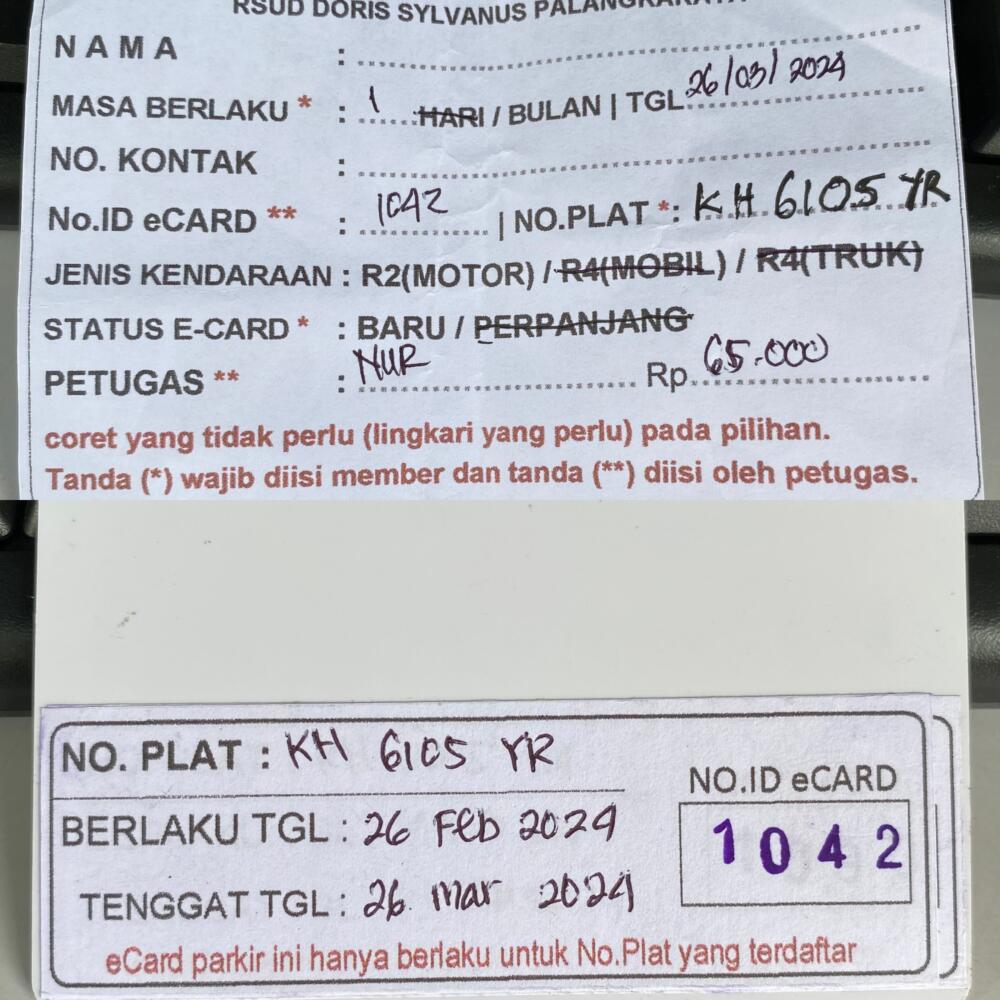 RSUD DORIS SYLVANUS
NAMA :
MASA BERLAKU * : 1 HARI / BULAN | TGL 26/03/2024
NO. KONTAK :
No.ID eCARD ** : 1042 | NO.PLAT *: KH 6105 YR
JENIS KENDARAAN : R2(MOTOR) / R4(MOBIL) / R4(TRUK)
STATUS E-CARD * : BARU / PERPANJANG
PETUGAS ** : NUR Rp 65.000
coret yang tidak perlu (lingkari yang perlu) pada pilihan.
Tanda (*) wajib diisi member dan tanda (**) diisi oleh petugas.
NO. PLAT : KH 6105 YR
NO.ID eCARD
BERLAKU TGL : 26 Feb 2024
1042
TENGGAT TGL : 26 Mar 2024
eCard parkir ini hanya berlaku untuk No.Plat yang terdaftar